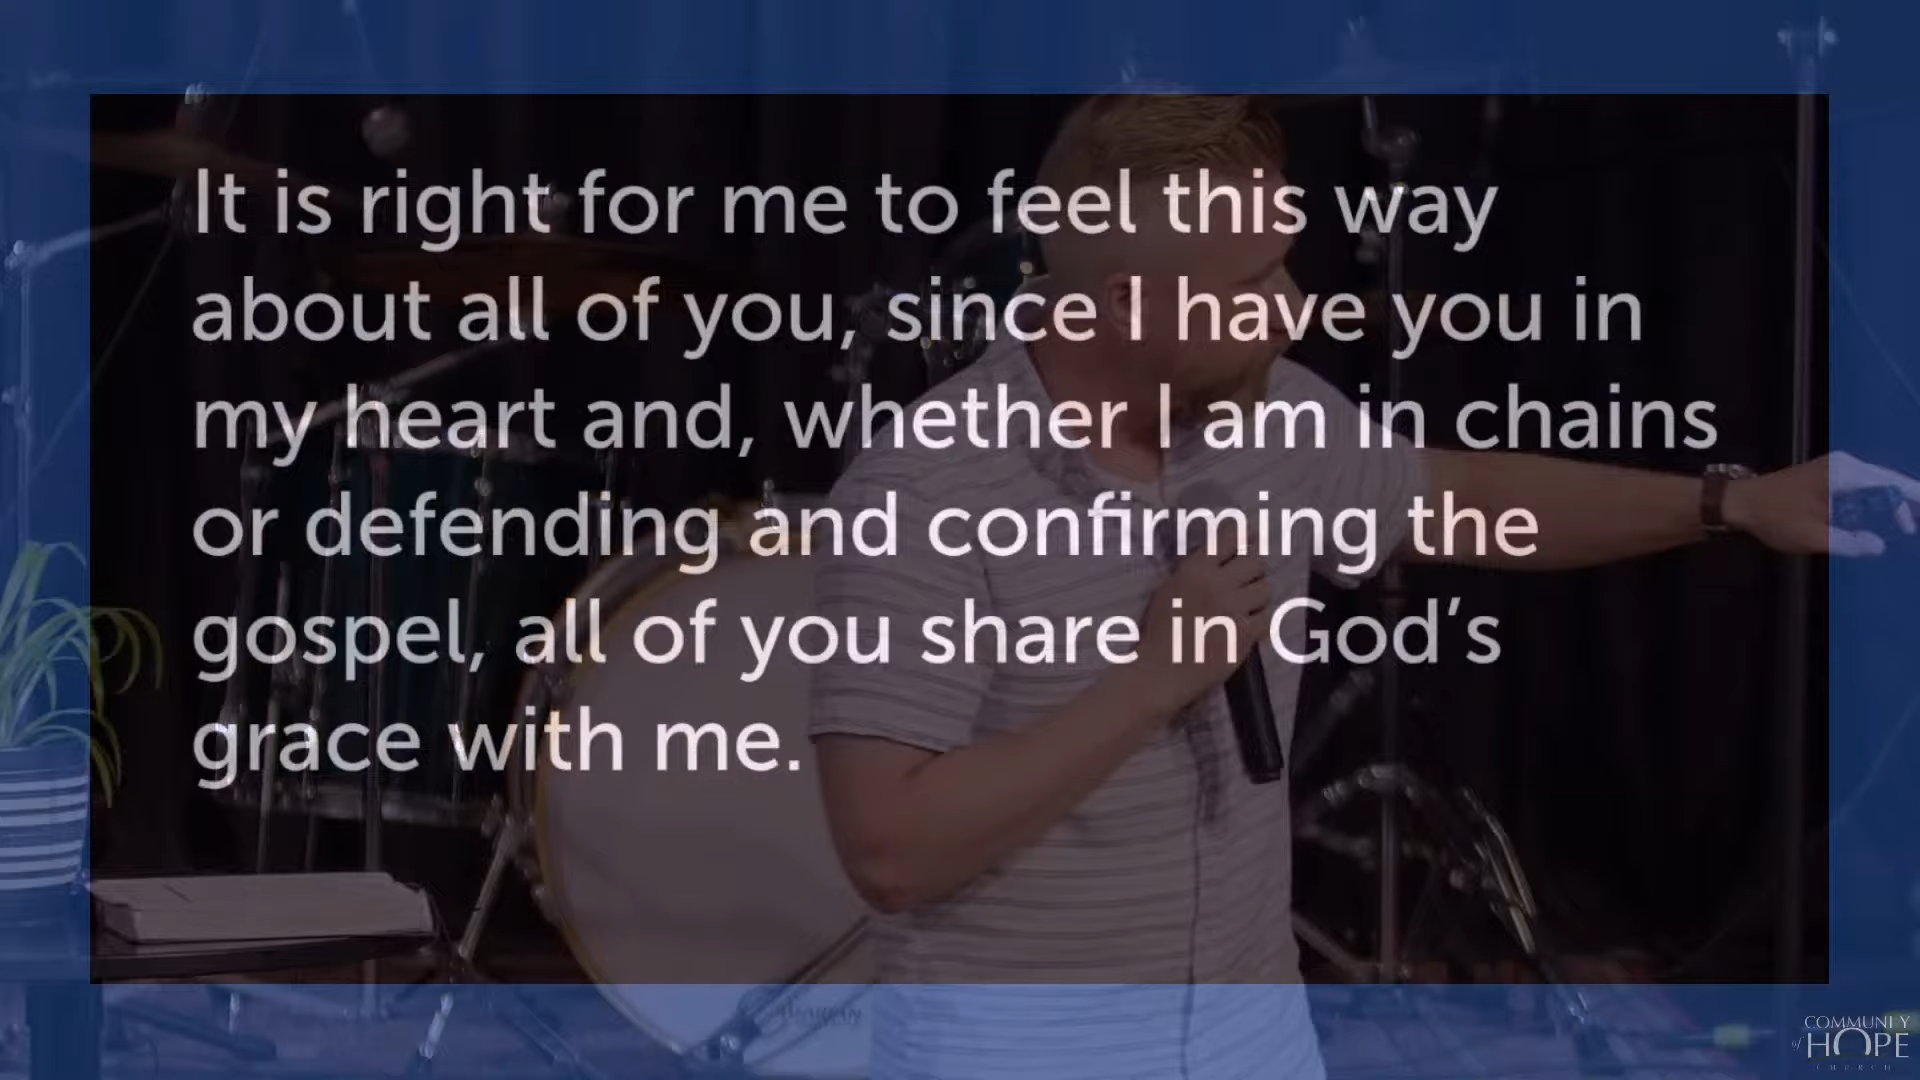 It is right for me to feel this way
about all of you, since I have you in
my heart and, whether I am in chains
or defending and confirming the
gospel, all of you share in God’s
grace with me.
COMMUNITY
of HOPE
CHURCH